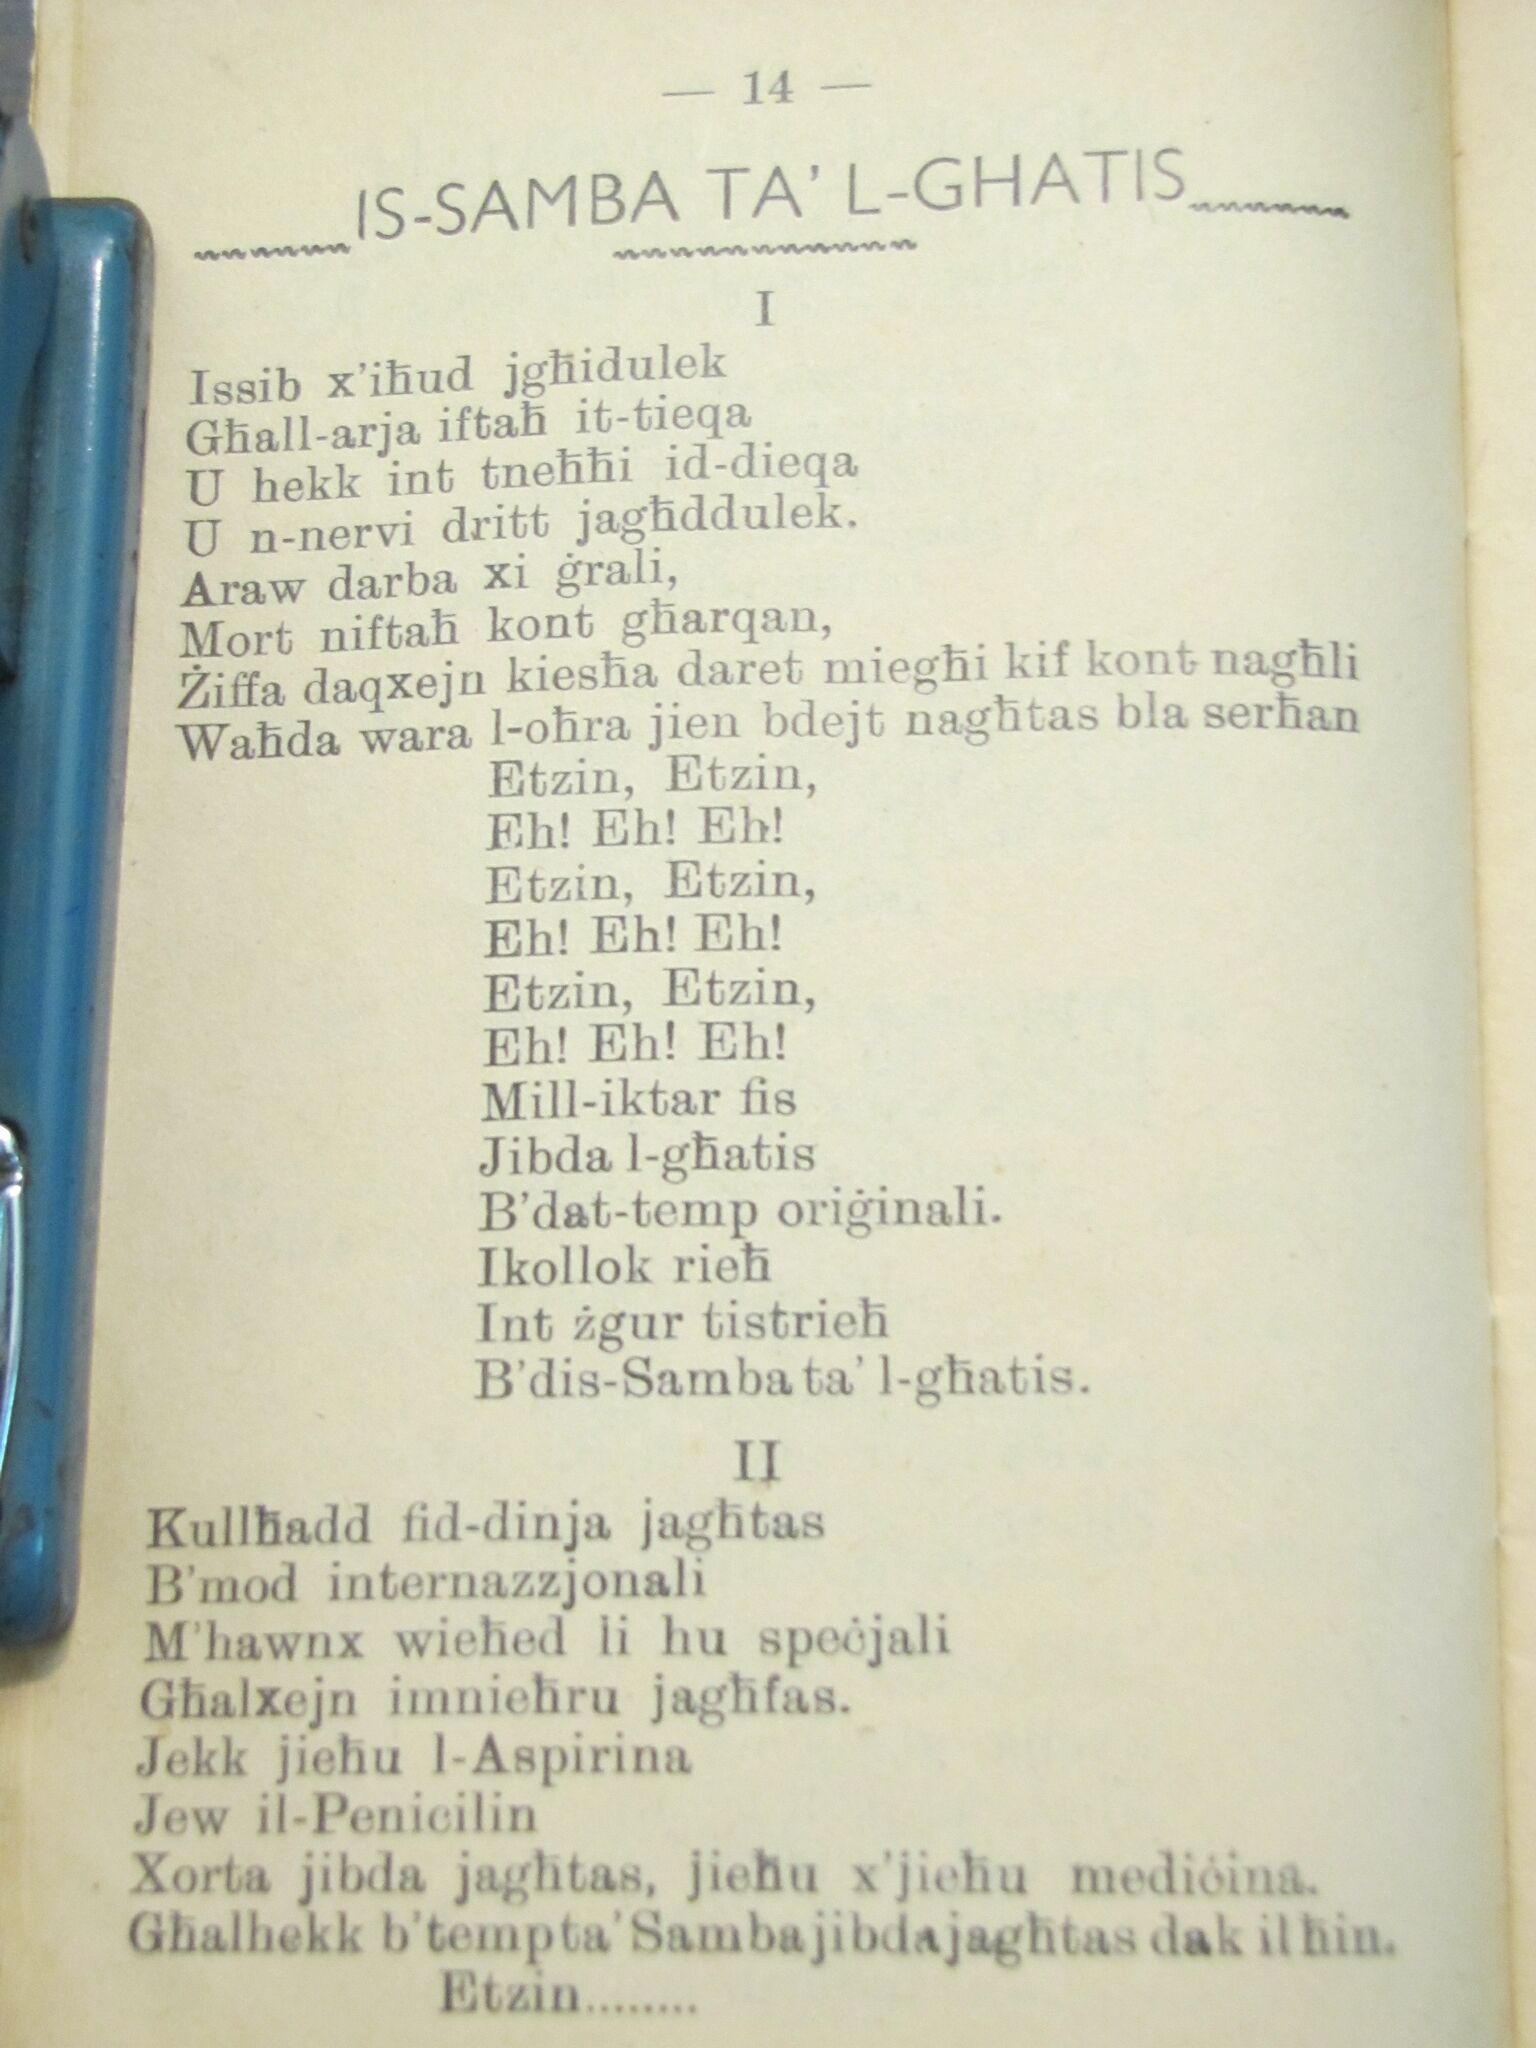 — 14 —
IS-SAMBA TA' L-GHATIS
I
Issib x'iħud jgħidulek
Għall-arja iftaħ it-tieqa
U hekk int tneħħi id-dieqa
U n-nervi dritt jagħddulek.
Araw darba xi ġrali,
Mort niftaħ kont għarqan,
Żiffa daqxejn kiesħa daret miegħi kif kont nagħli
Waħda wara l-oħra jien bdejt nagħtas bla serħan
Etzin, Etzin,
Eh! Eh! Eh!
Etzin, Etzin,
Eh! Eh! Eh!
Etzin, Etzin,
Eh! Eh! Eh!
Mill-iktar fis
Jibda l-għatis
B'dat-temp oriġinali.
Ikollok rieħ
Int żgur tistrieħ
B'dis-Samba ta' l-għatis.
II
Kullħadd fid-dinja jagħtas
B'mod internazzjonali
M'hawnx wieħed li hu speċjali
Għalxejn imnieħru jagħfas.
Jekk jieħu l-Aspirina
Jew il-Penicilin
Xorta jibda jagħtas, jieħu x'jieħu mediċina.
Għalhekk b'temp ta' Samba jibda jagħtas dak il ħin.
Etzin........